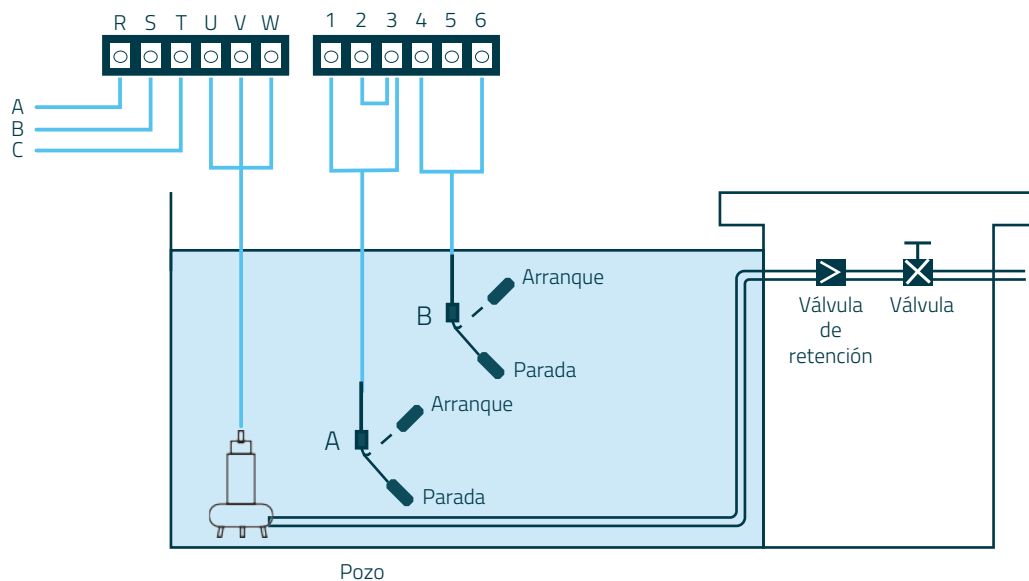 R S T U V W
1 2 3 4 5 6
A
B
C
Arranque
B
Parada
Arranque
A
Parada
Válvula
de
retención
Válvula
Pozo